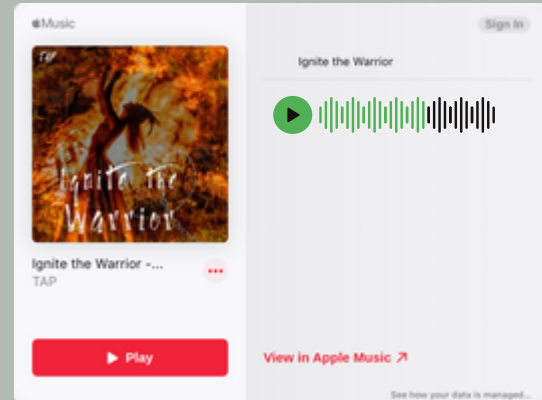 Music
Sign In
TAP
Ignite the
Warrior
Ignite the Warrior
Ignite the Warrior -...
TAP
Play
View in Apple Music
See how your data is managed...